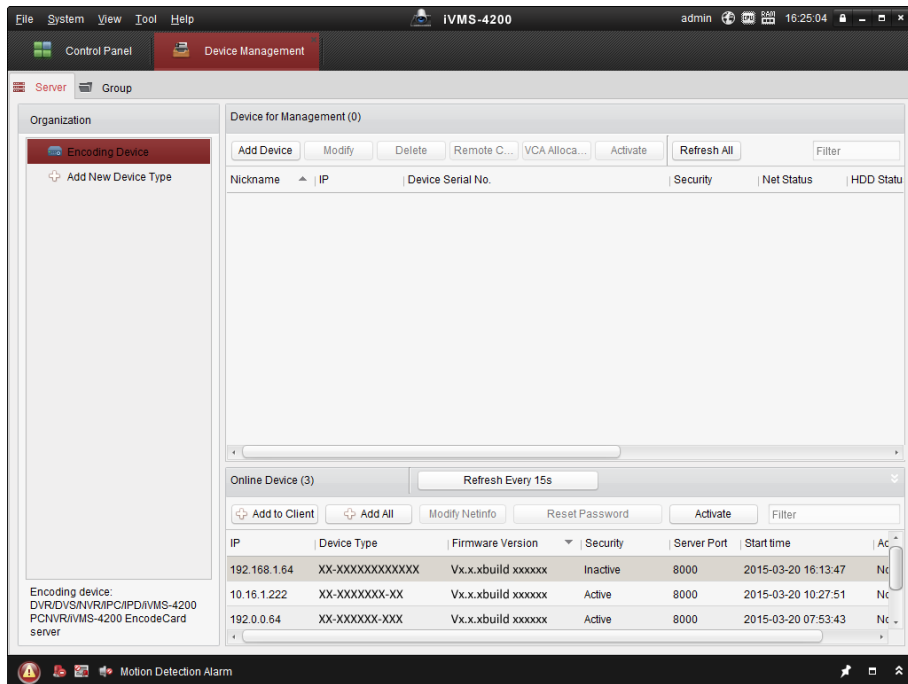 File System View Tool Help iVMS-4200 admin CPU RAM 16:25:04
Control Panel Device Management
Server Group
Organization
Encoding Device
Add New Device Type
Encoding device:
DVR/DVS/NVR/IPC/IPD/iVMS-4200
PCNVR/iVMS-4200 EncodeCard
server
Device for Management (0)
Add Device Modify Delete Remote C... VCA Alloca... Activate Refresh All Filter
Nickname IP Device Serial No. Security Net Status HDD Statu
Online Device (3) Refresh Every 15s
Add to Client Add All Modify Netinfo Reset Password Activate Filter
IP Device Type Firmware Version Security Server Port Start time Ac
192.168.1.64 XX-XXXXXXXXXXXX Vx.x.xbuild xxxxxx Inactive 8000 2015-03-20 16:13:47 No
10.16.1.222 XX-XXXXXXX-XX Vx.x.xbuild xxxxxx Active 8000 2015-03-20 10:27:51 No
192.0.0.64 XX-XXXXXX-XXX Vx.x.xbuild xxxxxx Active 8000 2015-03-20 07:53:43 No
Motion Detection Alarm